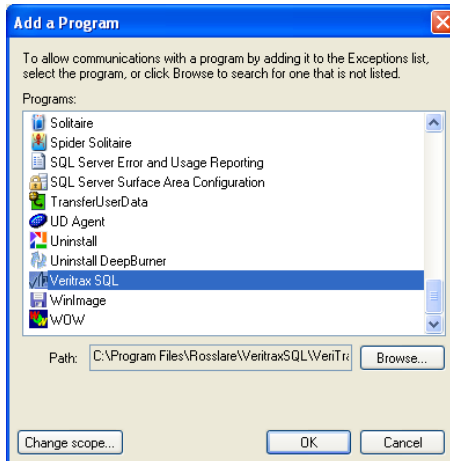 Add a Program
To allow communications with a program by adding it to the Exceptions list,
select the program, or click Browse to search for one that is not listed.
Programs:
Solitaire
Spider Solitaire
SQL Server Error and Usage Reporting
SQL Server Surface Area Configuration
TransferUserData
UD Agent
Uninstall
Uninstall DeepBurner
Veritrax SQL
WinImage
WOW
Path: C:\Program Files\Rosslare\VeritraxSQL\VeriTra Browse...
Change scope... OK Cancel